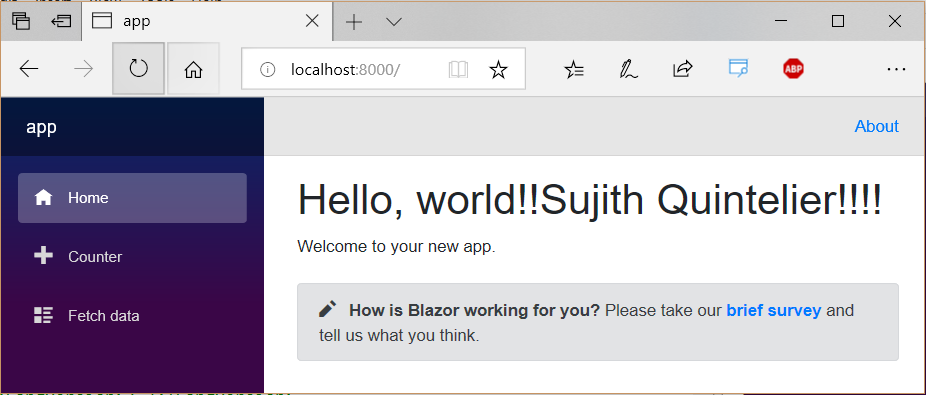 app
localhost:8000/
ABP
app
About
Home
Counter
Fetch data
Hello, world!!Sujith Quintelier!!!!
Welcome to your new app.
How is Blazor working for you? Please take our brief survey and
tell us what you think.